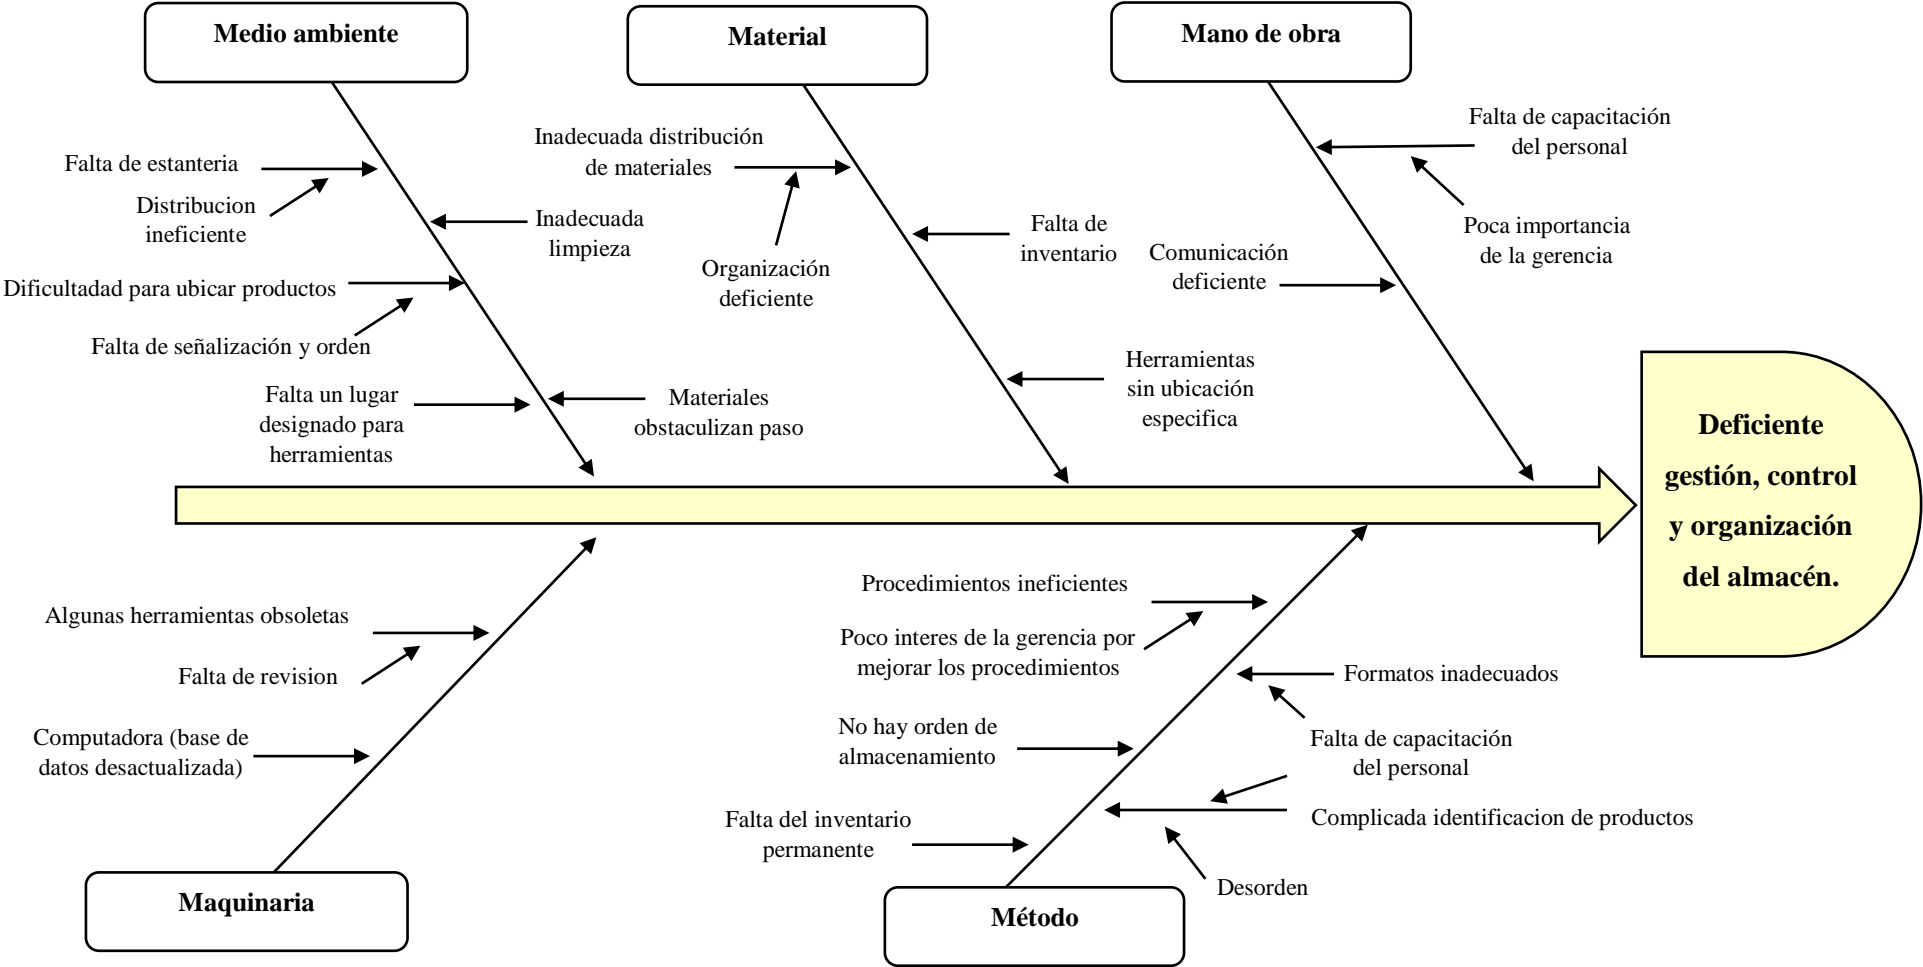 Medio ambiente
Material
Mano de obra
Falta de estanteria
Distribucion
ineficiente
Inadecuada
limpieza
Dificultadad para ubicar productos
Falta de señalización y orden
Falta un lugar
designado para
herramientas
Materiales
obstaculizan paso
Inadecuada distribución
de materiales
Organización
deficiente
Falta de
inventario
Herramientas
sin ubicación
especifica
Falta de capacitación
del personal
Poca importancia
de la gerencia
Comunicación
deficiente
Deficiente
gestión, control
y organización
del almacén.
Algunas herramientas obsoletas
Falta de revision
Computadora (base de
datos desactualizada)
Maquinaria
Procedimientos ineficientes
Poco interes de la gerencia por
mejorar los procedimientos
Formatos inadecuados
Falta de capacitación
del personal
No hay orden de
almacenamiento
Complicada identificacion de productos
Desorden
Falta del inventario
permanente
Método